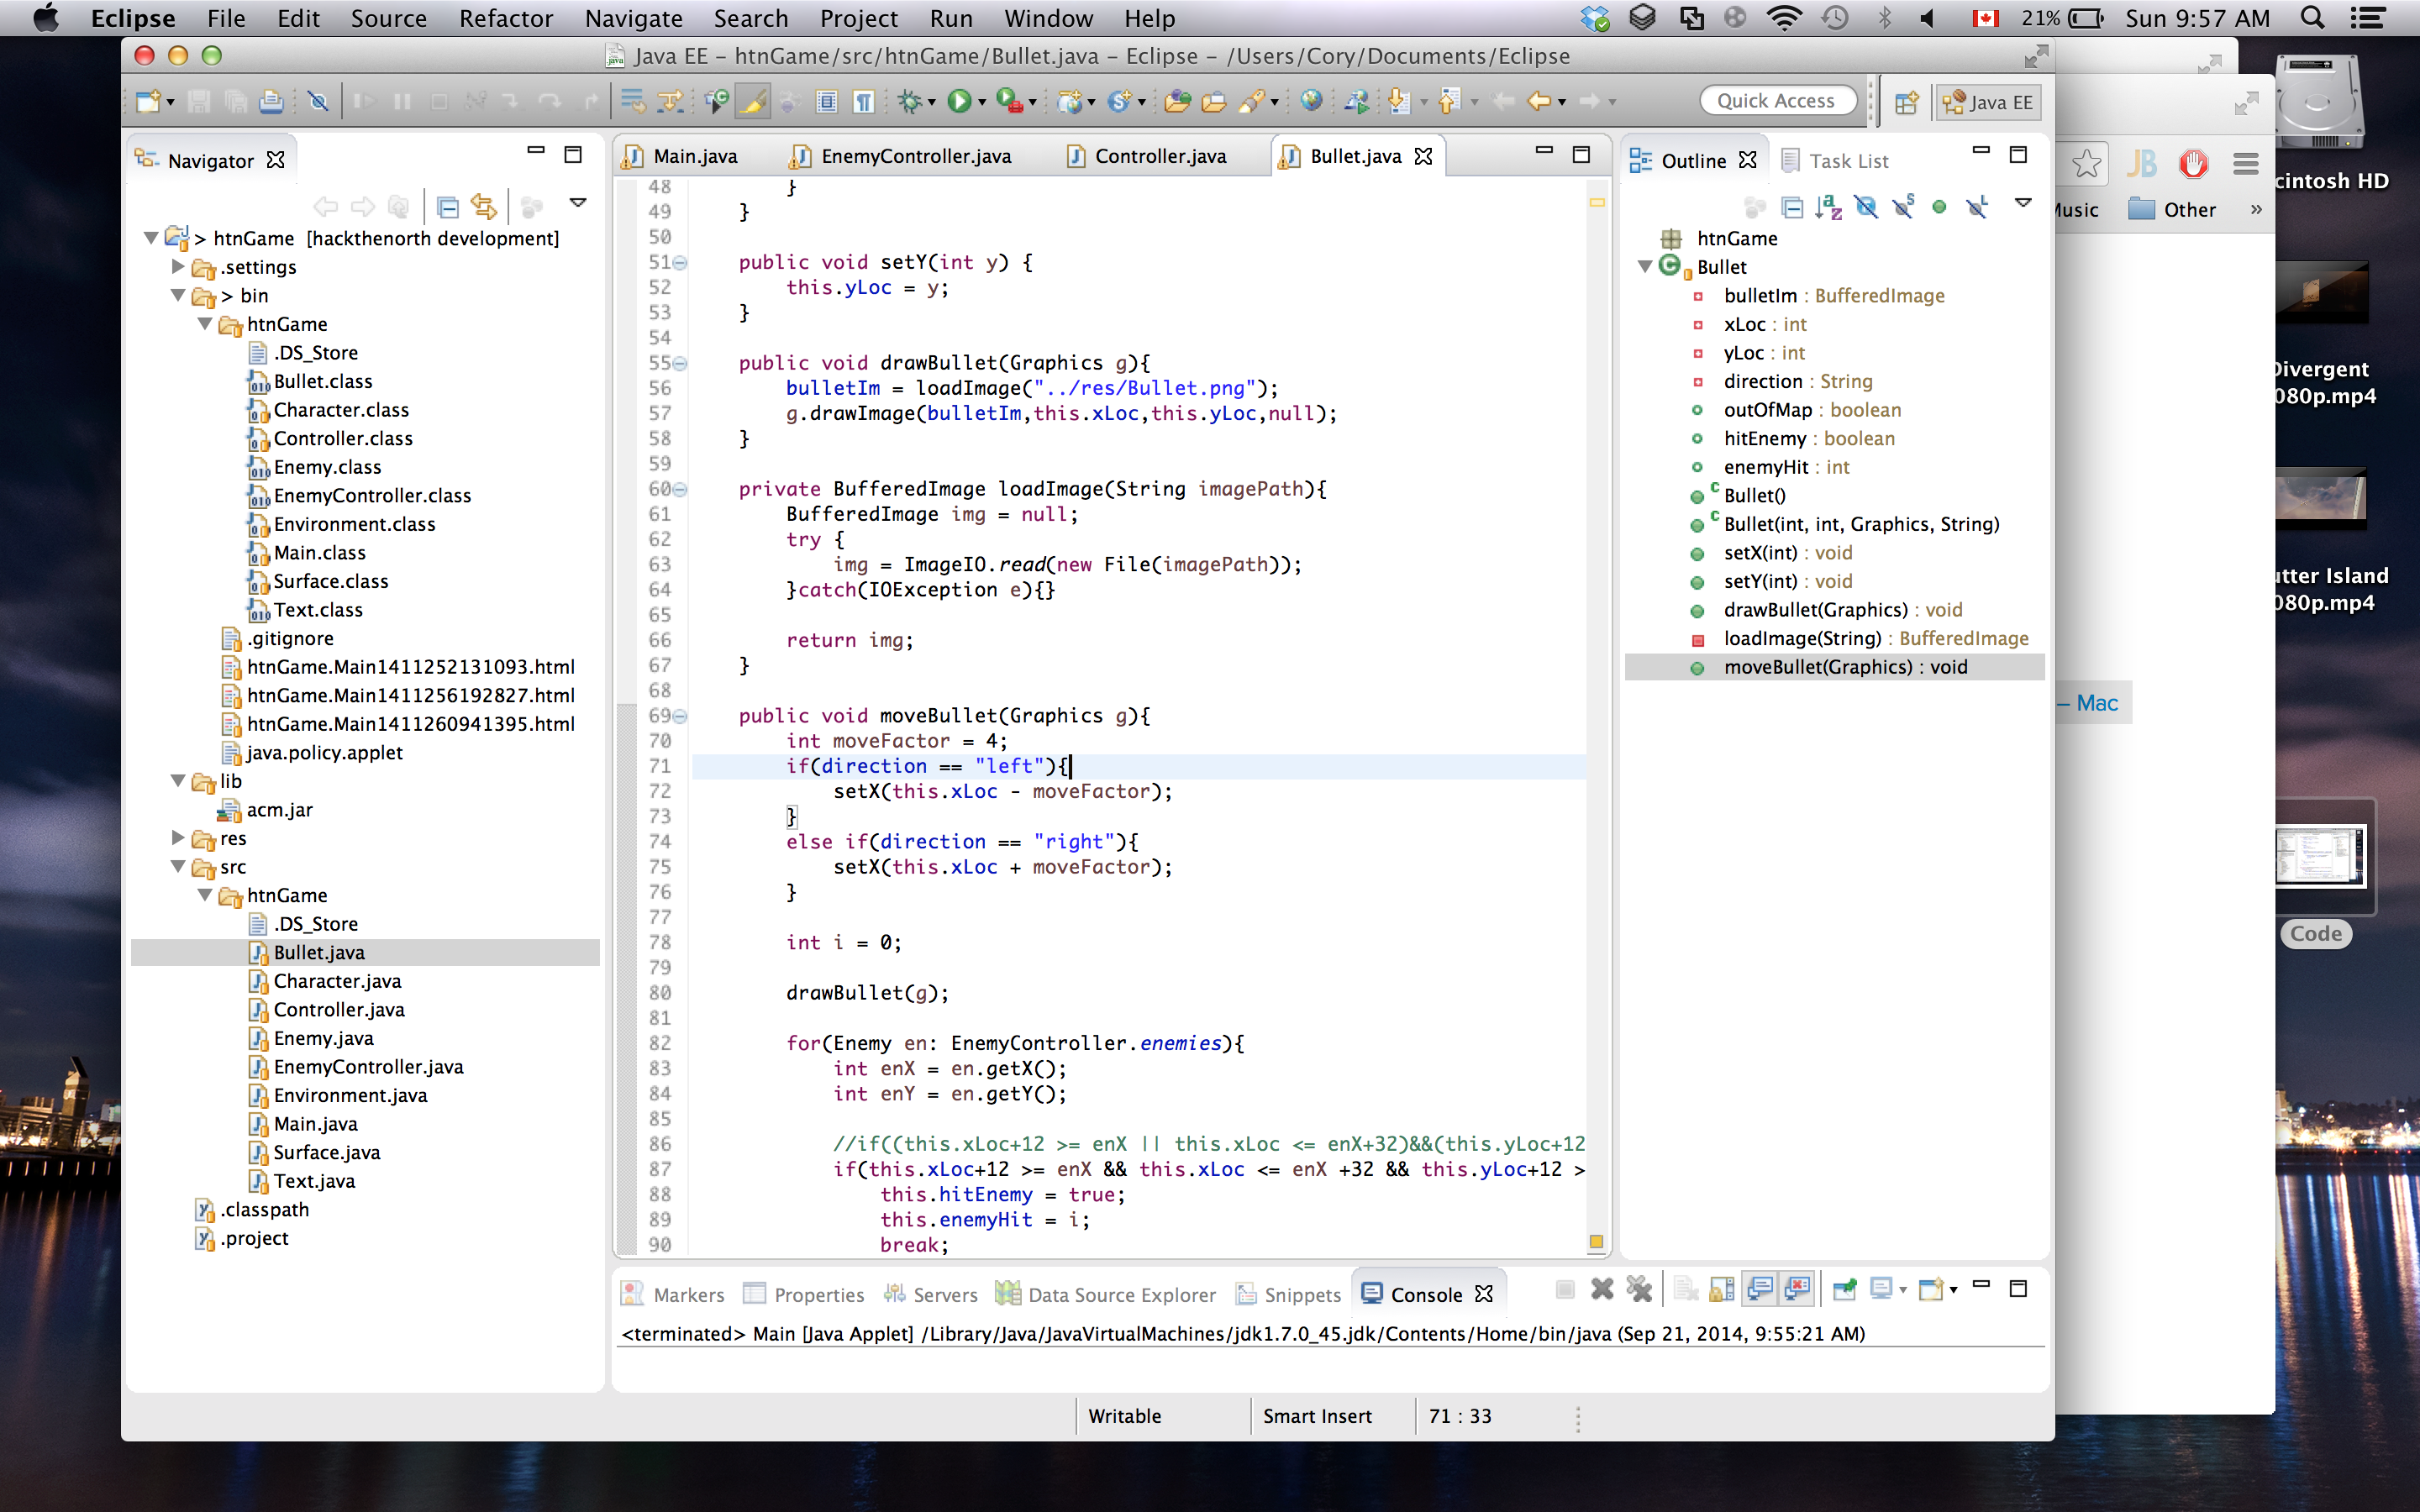 Eclipse File Edit Source Refactor Navigate Search Project Run Window Help 21% Sun 9:57 AM
Java EE – htnGame/src/htnGame/Bullet.java – Eclipse – /Users/Cory/Documents/Eclipse
Quick Access Java EE
Navigator
> htnGame [hackthenorth development]
.settings
> bin
htnGame
.DS_Store
Bullet.class
Character.class
Controller.class
Enemy.class
EnemyController.class
Environment.class
Main.class
Surface.class
Text.class
.gitignore
htnGame.Main1411252131093.html
htnGame.Main1411256192827.html
htnGame.Main1411260941395.html
java.policy.applet
lib
acm.jar
res
src
htnGame
.DS_Store
Bullet.java
Character.java
Controller.java
Enemy.java
EnemyController.java
Environment.java
Main.java
Surface.java
Text.java
.classpath
.project
Main.java EnemyController.java Controller.java Bullet.java
48 }
49 }
50
51 public void setY(int y) {
52 this.yLoc = y;
53 }
54
55 public void drawBullet(Graphics g){
56 bulletIm = loadImage("../res/Bullet.png");
57 g.drawImage(bulletIm,this.xLoc,this.yLoc,null);
58 }
59
60 private BufferedImage loadImage(String imagePath){
61 BufferedImage img = null;
62 try {
63 img = ImageIO.read(new File(imagePath));
64 }catch(IOException e){}
65
66 return img;
67 }
68
69 public void moveBullet(Graphics g){
70 int moveFactor = 4;
71 if(direction == "left"){
72 setX(this.xLoc - moveFactor);
73 }
74 else if(direction == "right"){
75 setX(this.xLoc + moveFactor);
76 }
77
78 int i = 0;
79
80 drawBullet(g);
81
82 for(Enemy en: EnemyController.enemies){
83 int enX = en.getX();
84 int enY = en.getY();
85
86 //if((this.xLoc+12 >= enX || this.xLoc <= enX+32)&&(this.yLoc+12
87 if(this.xLoc+12 >= enX && this.xLoc <= enX +32 && this.yLoc+12 >
88 this.hitEnemy = true;
89 this.enemyHit = i;
90 break;
Outline Task List
htnGame
Bullet
bulletIm : BufferedImage
xLoc : int
yLoc : int
direction : String
outOfMap : boolean
hitEnemy : boolean
enemyHit : int
Bullet()
Bullet(int, int, Graphics, String)
setX(int) : void
setY(int) : void
drawBullet(Graphics) : void
loadImage(String) : BufferedImage
moveBullet(Graphics) : void
Markers Properties Servers Data Source Explorer Snippets Console
<terminated> Main [Java Applet] /Library/Java/JavaVirtualMachines/jdk1.7.0_45.jdk/Contents/Home/bin/java (Sep 21, 2014, 9:55:21 AM)
Writable Smart Insert 71 : 33
JB
Other »
– Mac
HD
Divergent
080p.mp4
Island
080p.mp4
Code